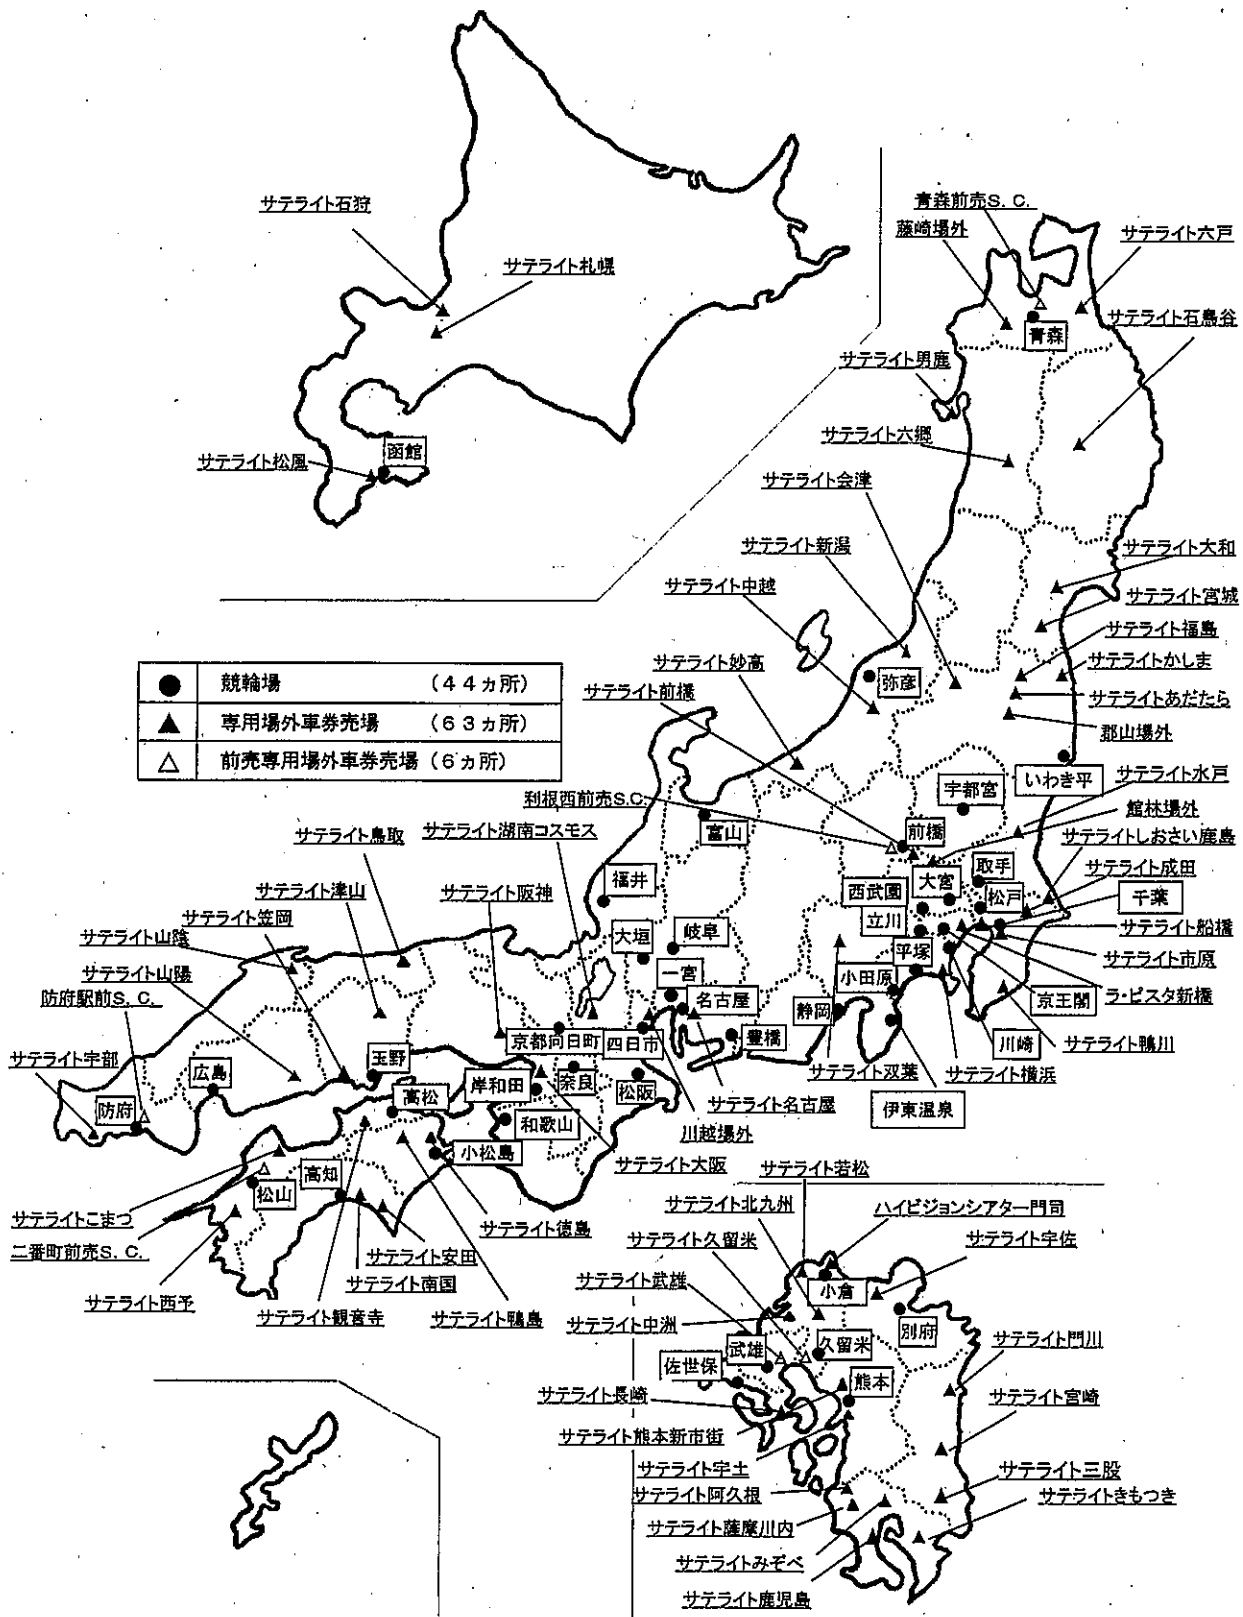 サテライト石狩
サテライト札幌
函館
サテライト松風
青森前売S.C.
藤崎場外
サテライト六戸
サテライト石鳥谷
青森
サテライト男鹿
サテライト六郷
サテライト会津
サテライト新潟
サテライト中越
サテライト大和
サテライト宮城
サテライト福島
サテライト妙高
サテライトかしま
サテライト前橋
弥彦
サテライトあだたら
郡山場外
● 競輪場 (44ヵ所)
▲ 専用場外車券売場 (63ヵ所)
△ 前売専用場外車券売場(6ヵ所)
いわき平
サテライト水戸
宇都宮
利根西前売S.C.
館林場外
サテライト湖南コスモス
富山
前橋
サテライトしおさい鹿島
サテライト鳥取
取手
サテライト成田
福井
大宮
西武園
松戸
千葉
サテライト津山
サテライト阪神
サテライト笠岡
立川
サテライト船橋
サテライト山陰
大垣
岐阜
平塚
サテライト市原
サテライト山陽
一宮
小田原
ラ・ピスタ新橋
防府駅前S.C.
名古屋
静岡
京王閣
京都向日町
四日市
豊橋
川崎
サテライト鴨川
サテライト宇部
広島
玉野
岸和田
奈良
松阪
サテライト双葉
サテライト横浜
防府
高松
サテライト名古屋
伊東温泉
和歌山
川越場外
小松島
サテライト大阪
サテライト若松
松山
高知
サテライト北九州
ハイビジョンシアター門司
サテライトこまつ
サテライト徳島
サテライト久留米
サテライト宇佐
二番町前売S.C.
サテライト安田
サテライト武雄
サテライト南国
小倉
サテライト西予
サテライト観音寺
サテライト鴨島
サテライト中洲
別府
サテライト門川
武雄
久留米
佐世保
熊本
サテライト長崎
サテライト宮崎
サテライト熊本新市街
サテライト宇土
サテライト三股
サテライト阿久根
サテライトきもつき
サテライト薩摩川内
サテライトみぞべ
サテライト鹿児島